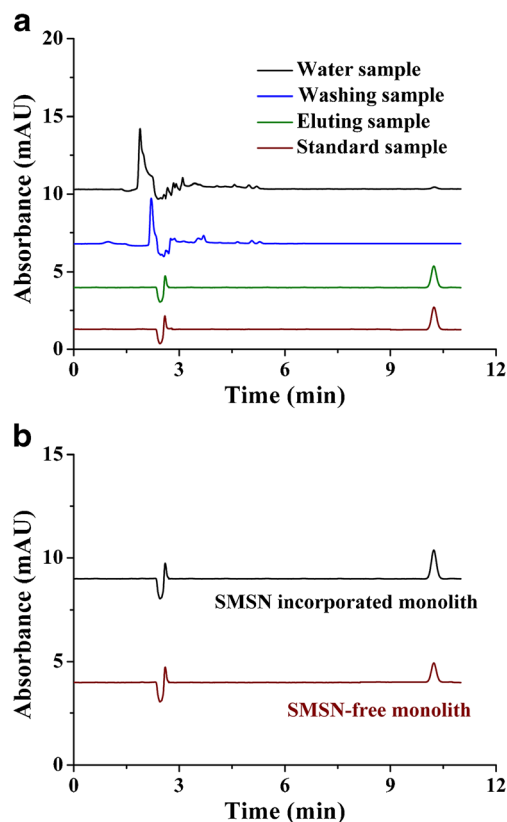 a
20
15
10
5
0
Absorbance (mAU)
Water sample
Washing sample
Eluting sample
Standard sample
0 3 6 9 12
Time (min)
b
15
10
5
0
Absorbance (mAU)
SMSN incorporated monolith
SMSN-free monolith
0 3 6 9 12
Time (min)